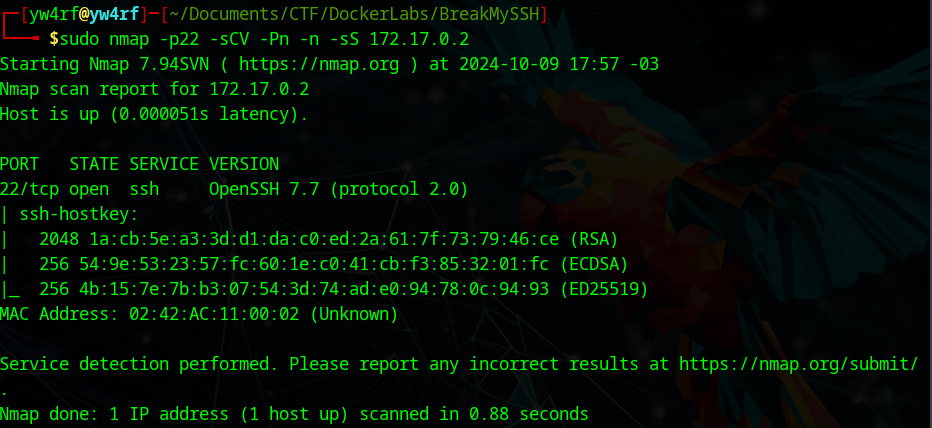 [yw4rf@yw4rf]─[~/Documents/CTF/DockerLabs/BreakMySSH]
$sudo nmap -p22 -sCV -Pn -n -sS 172.17.0.2
Starting Nmap 7.94SVN ( https://nmap.org ) at 2024-10-09 17:57 -03
Nmap scan report for 172.17.0.2
Host is up (0.000051s latency).
PORT   STATE SERVICE VERSION
22/tcp open  ssh     OpenSSH 7.7 (protocol 2.0)
| ssh-hostkey:
|   2048 1a:cb:5e:a3:3d:d1:da:c0:ed:2a:61:7f:73:79:46:ce (RSA)
|   256 54:9e:53:23:57:fc:60:1e:c0:41:cb:f3:85:32:01:fc (ECDSA)
|_  256 4b:15:7e:7b:b3:07:54:3d:74:ad:e0:94:78:0c:94:93 (ED25519)
MAC Address: 02:42:AC:11:00:02 (Unknown)
Service detection performed. Please report any incorrect results at https://nmap.org/submit/
.
Nmap done: 1 IP address (1 host up) scanned in 0.88 seconds